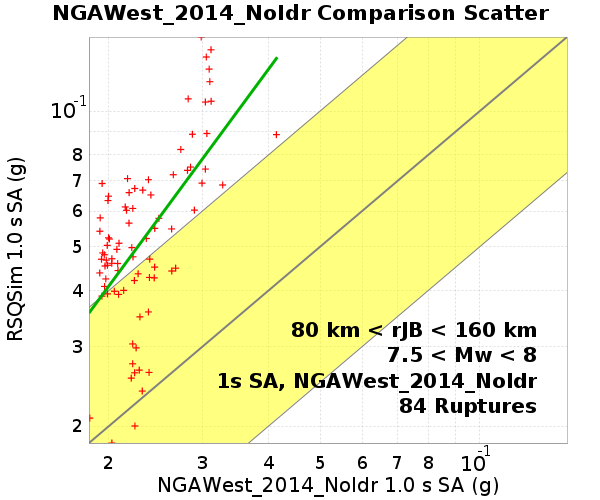 NGAWest_2014_NoIdr Comparison Scatter
RSQSim 1.0 s SA (g)
10-1
8
7
6
5
4
3
2
80 km < rJB < 160 km
7.5 < Mw < 8
1s SA, NGAWest_2014_NoIdr
84 Ruptures
2 3 4 5 6 7 8 10-1
NGAWest_2014_NoIdr 1.0 s SA (g)